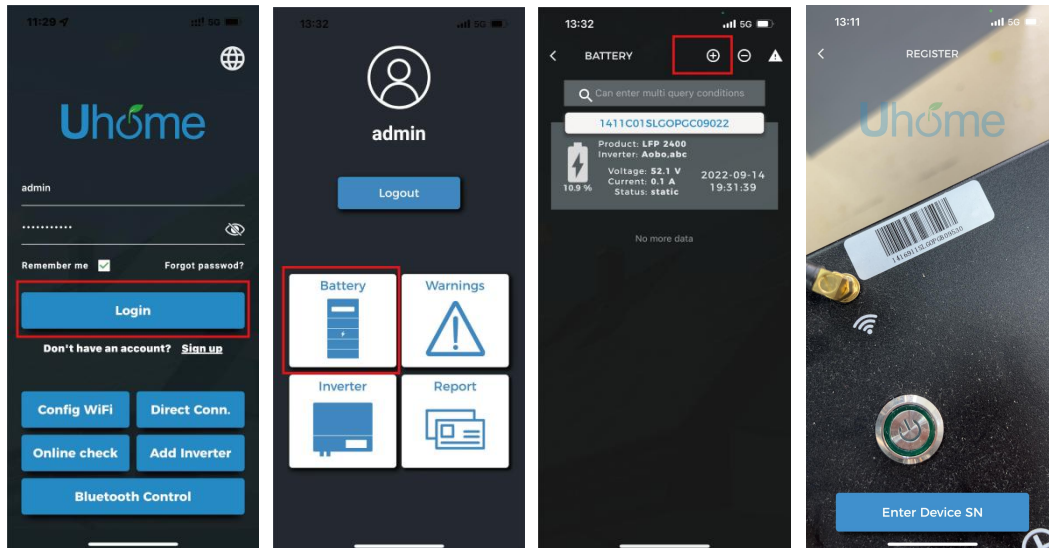 11:29
5G
Uhome
admin
...........
Remember me
Forgot passwod?
Login
Don't have an account? Sign up
Config WiFi
Direct Conn.
Online check
Add Inverter
Bluetooth Control
13:32
5G
admin
Logout
Battery
Warnings
Inverter
Report
13:32
5G
BATTERY
Can enter multi query conditions
1411C01SLGOPGC09022
Product: LFP 2400
Inverter: Aobo,abc
Voltage: 52.1 V
Current: 0.1 A
Status: static
10.9 %
2022-09-14
19:31:39
No more data
13:11
5G
REGISTER
Uhome
Enter Device SN